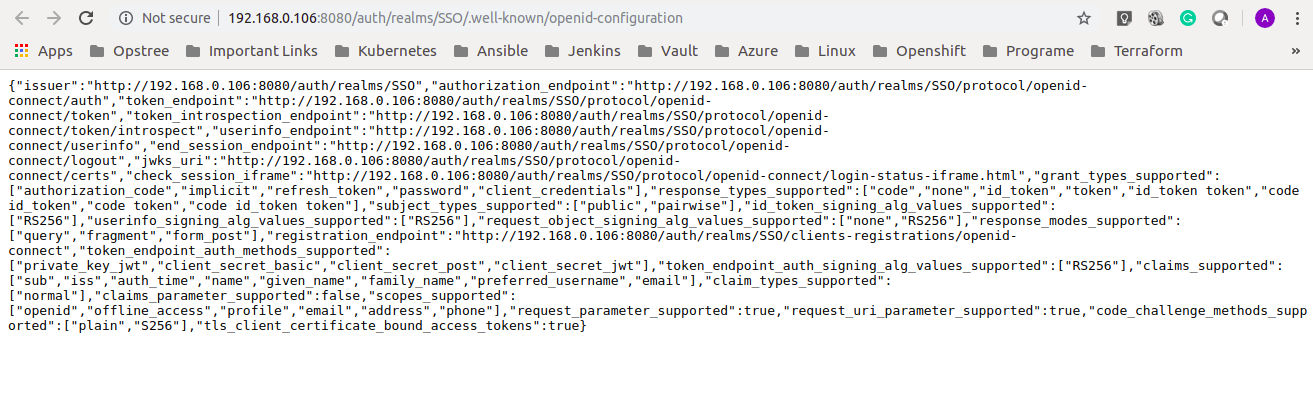 Not secure 192.168.0.106:8080/auth/realms/SSO/.well-known/openid-configuration A
Apps Opstree Important Links Kubernetes Ansible Jenkins Vault Azure Linux Openshift Programe Terraform »
{"issuer":"http://192.168.0.106:8080/auth/realms/SSO","authorization_endpoint":"http://192.168.0.106:8080/auth/realms/SSO/protocol/openid-
connect/auth","token_endpoint":"http://192.168.0.106:8080/auth/realms/SSO/protocol/openid-
connect/token","token_introspection_endpoint":"http://192.168.0.106:8080/auth/realms/SSO/protocol/openid-
connect/token/introspect","userinfo_endpoint":"http://192.168.0.106:8080/auth/realms/SSO/protocol/openid-
connect/userinfo","end_session_endpoint":"http://192.168.0.106:8080/auth/realms/SSO/protocol/openid-
connect/logout","jwks_uri":"http://192.168.0.106:8080/auth/realms/SSO/protocol/openid-
connect/certs","check_session_iframe":"http://192.168.0.106:8080/auth/realms/SSO/protocol/openid-connect/login-status-iframe.html","grant_types_supported":
["authorization_code","implicit","refresh_token","password","client_credentials"],"response_types_supported":["code","none","id_token","token","id_token token","code
id_token","code token","code id_token token"],"subject_types_supported":["public","pairwise"],"id_token_signing_alg_values_supported":
["RS256"],"userinfo_signing_alg_values_supported":["RS256"],"request_object_signing_alg_values_supported":["none","RS256"],"response_modes_supported":
["query","fragment","form_post"],"registration_endpoint":"http://192.168.0.106:8080/auth/realms/SSO/clients-registrations/openid-
connect","token_endpoint_auth_methods_supported":
["private_key_jwt","client_secret_basic","client_secret_post","client_secret_jwt"],"token_endpoint_auth_signing_alg_values_supported":["RS256"],"claims_supported":
["sub","iss","auth_time","name","given_name","family_name","preferred_username","email"],"claim_types_supported":
["normal"],"claims_parameter_supported":false,"scopes_supported":
["openid","offline_access","profile","email","address","phone"],"request_parameter_supported":true,"request_uri_parameter_supported":true,"code_challenge_methods_supp
orted":["plain","S256"],"tls_client_certificate_bound_access_tokens":true}